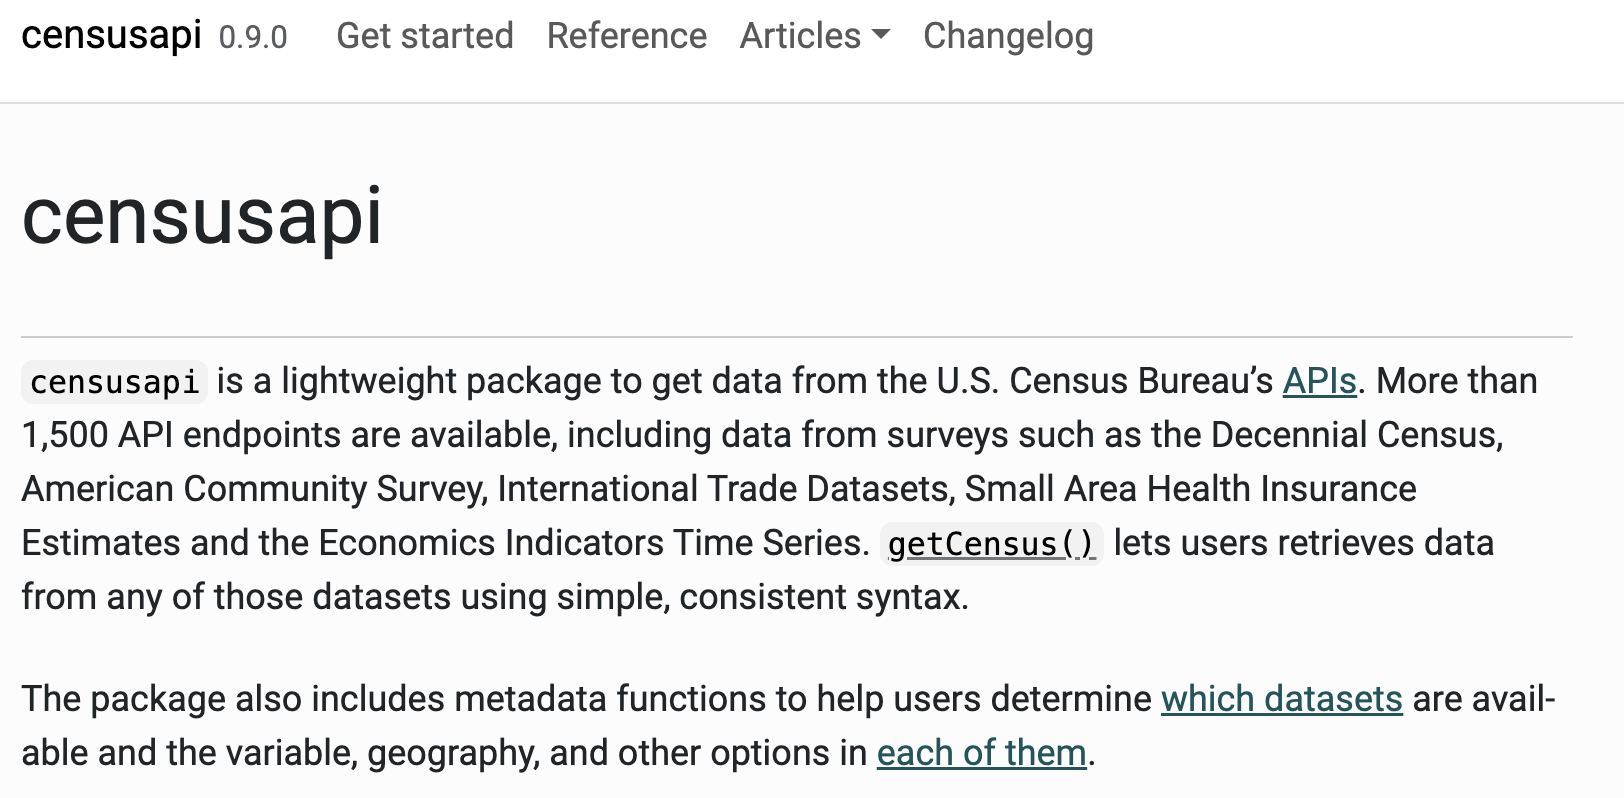 censusapi 0.9.0 Get started Reference Articles Changelog
censusapi
censusapi is a lightweight package to get data from the U.S. Census Bureau’s APIs. More than
1,500 API endpoints are available, including data from surveys such as the Decennial Census,
American Community Survey, International Trade Datasets, Small Area Health Insurance
Estimates and the Economics Indicators Time Series. getCensus() lets users retrieves data
from any of those datasets using simple, consistent syntax.
The package also includes metadata functions to help users determine which datasets are avail-
able and the variable, geography, and other options in each of them.